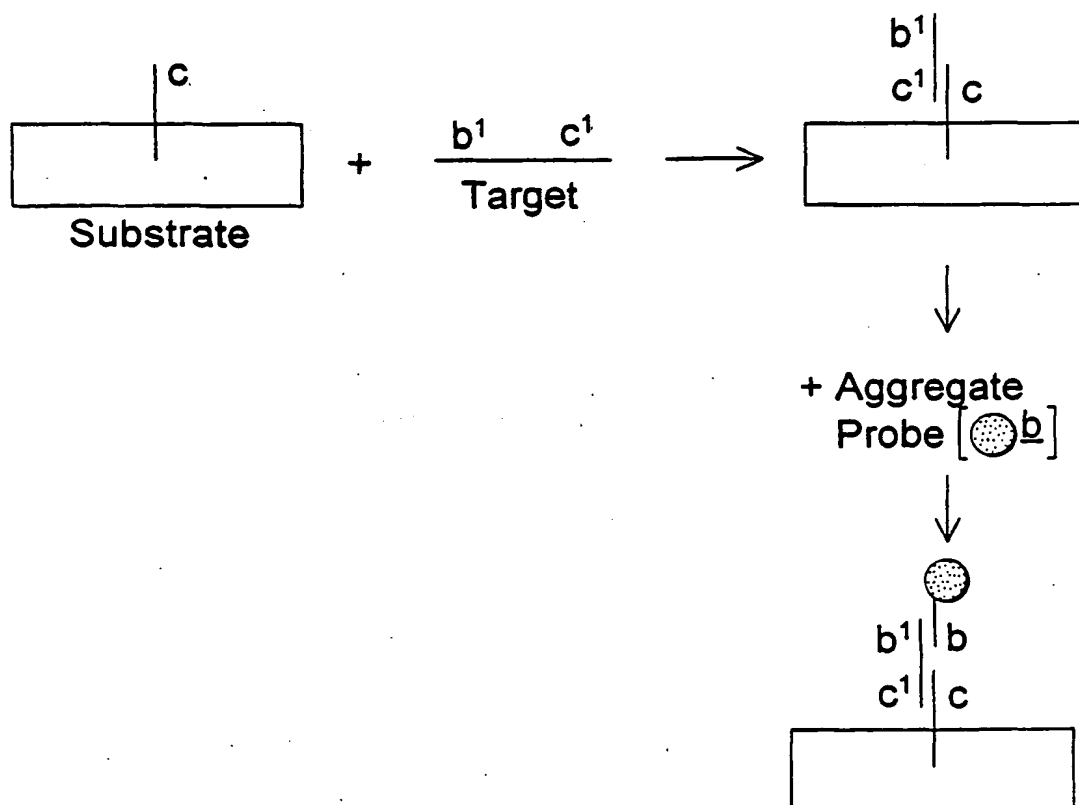 c
Substrate
+
b¹ c¹
Target
b¹
c¹ c
+ Aggregate
Probe [ b ]
b¹ b
c¹ c